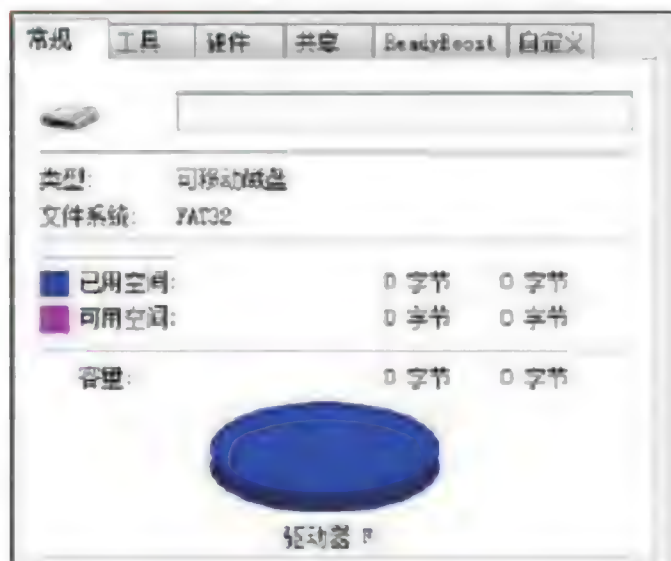 常规 工具 硬件 共享 ReadyBoost 自定义
类型: 可移动磁盘
文件系统: FAT32
已用空间: 0 字节 0 字节
可用空间: 0 字节 0 字节
容量: 0 字节 0 字节
驱动器 F